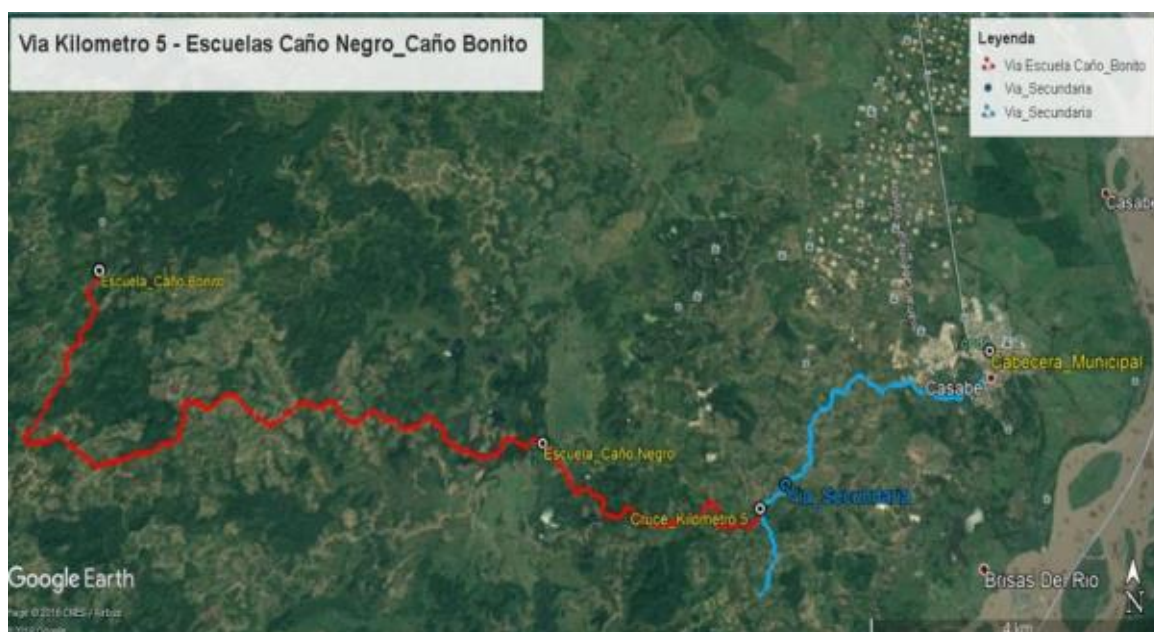 Via Kilometro 5 - Escuelas Caño Negro_Caño Bonito
Leyenda
Via Escuela Caño_Bonito
Via_Secundaria
Via_Secundaria
Casabe
Escuela_Caño.Bonito
Cabecera_Municipal
Casabe
Escuela_Caño.Negro
Via_Secundaria
Cruce_Kilometro 5
Google Earth
Brisas Del Rio
N
4 km